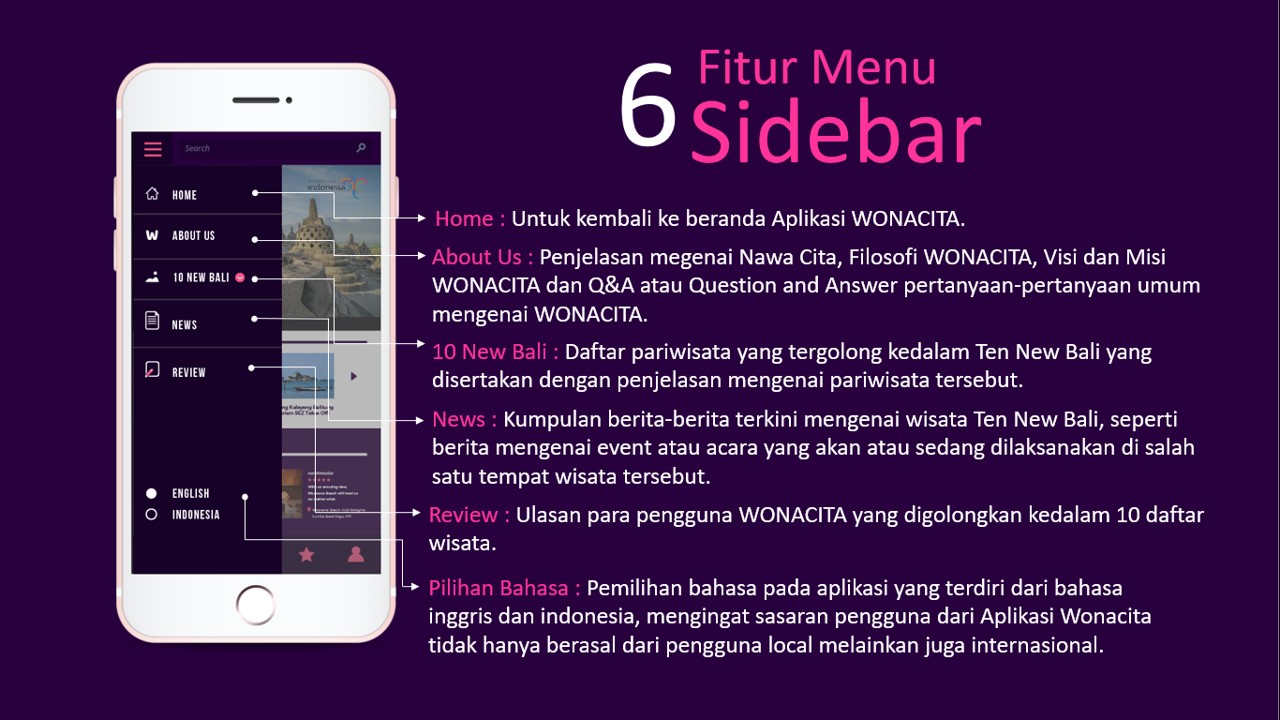 6 Fitur Menu
Sidebar
Search
HOME
ABOUT US
10 NEW BALI
NEWS
REVIEW
ENGLISH
INDONESIA
indonesia
Home : Untuk kembali ke beranda Aplikasi WONACITA.
About Us : Penjelasan megenai Nawa Cita, Filosofi WONACITA, Visi dan Misi
WONACITA dan Q&A atau Question and Answer pertanyaan-pertanyaan umum
mengenai WONACITA.
10 New Bali : Daftar pariwisata yang tergolong kedalam Ten New Bali yang
disertakan dengan penjelasan mengenai pariwisata tersebut.
News : Kumpulan berita-berita terkini mengenai wisata Ten New Bali, seperti
berita mengenai event atau acara yang akan atau sedang dilaksanakan di salah
satu tempat wisata tersebut.
Review : Ulasan para pengguna WONACITA yang digolongkan kedalam 10 daftar
wisata.
Pilihan Bahasa : Pemilihan bahasa pada aplikasi yang terdiri dari bahasa
inggris dan indonesia, mengingat sasaran pengguna dari Aplikasi Wonacita
tidak hanya berasal dari pengguna local melainkan juga internasional.